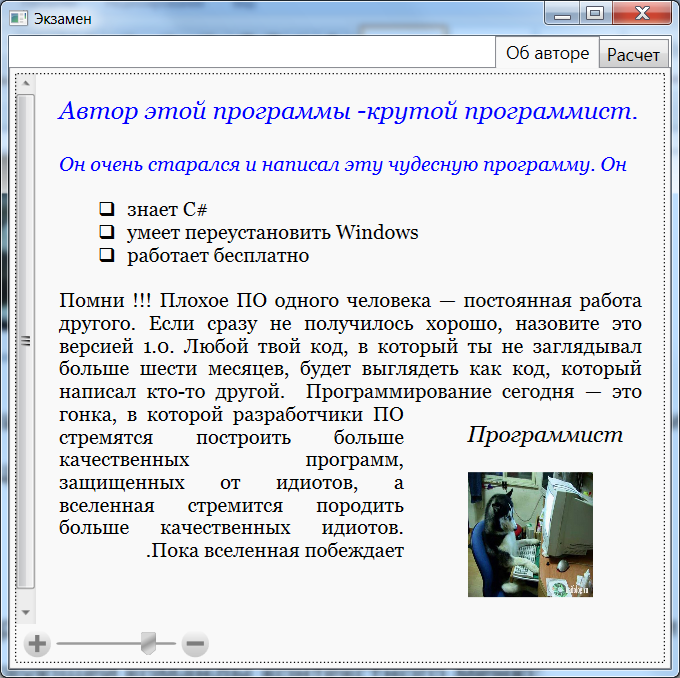 Экзамен
Об авторе
Расчет
Автор этой программы -крутой программист.
Он очень старался и написал эту чудесную программу. Он
знает C#
умеет переустановить Windows
работает бесплатно
Помни !!! Плохое ПО одного человека — постоянная работа
другого. Если сразу не получилось хорошо, назовите это
версией 1.0. Любой твой код, в который ты не заглядывал
больше шести месяцев, будет выглядеть как код, который
написал кто-то другой. Программирование сегодня — это
гонка, в которой разработчики ПО
стремятся построить больше
качественных программ,
защищенных от идиотов, а
вселенная стремится породить
больше качественных идиотов.
.Пока вселенная побеждает
Программист